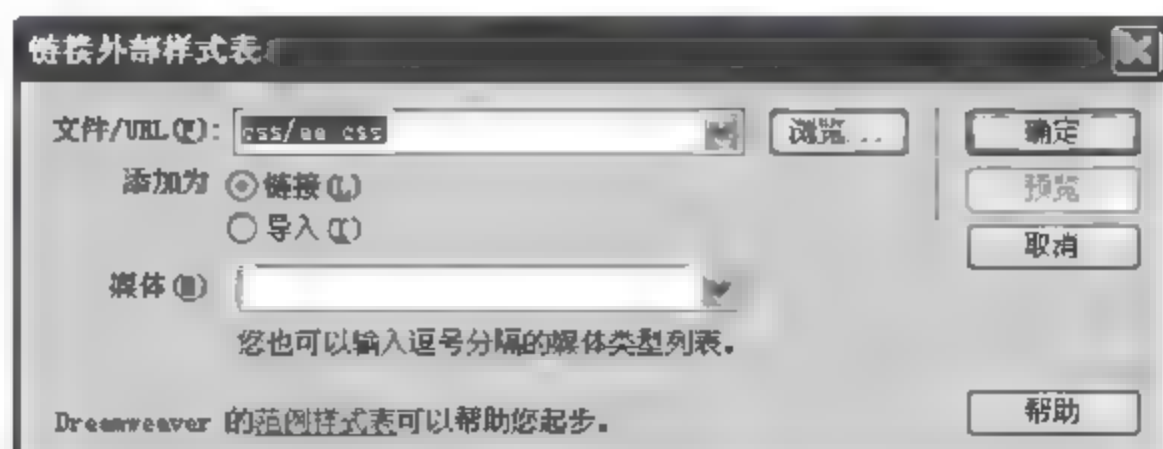 链接外部样式表
文件/URL(F): css/aa css 浏览... 确定
添加为 链接(L) 预览
导入(I) 取消
媒体(M)
您也可以输入逗号分隔的媒体类型列表。
Dreamweaver 的范例样式表可以帮助您起步。 帮助